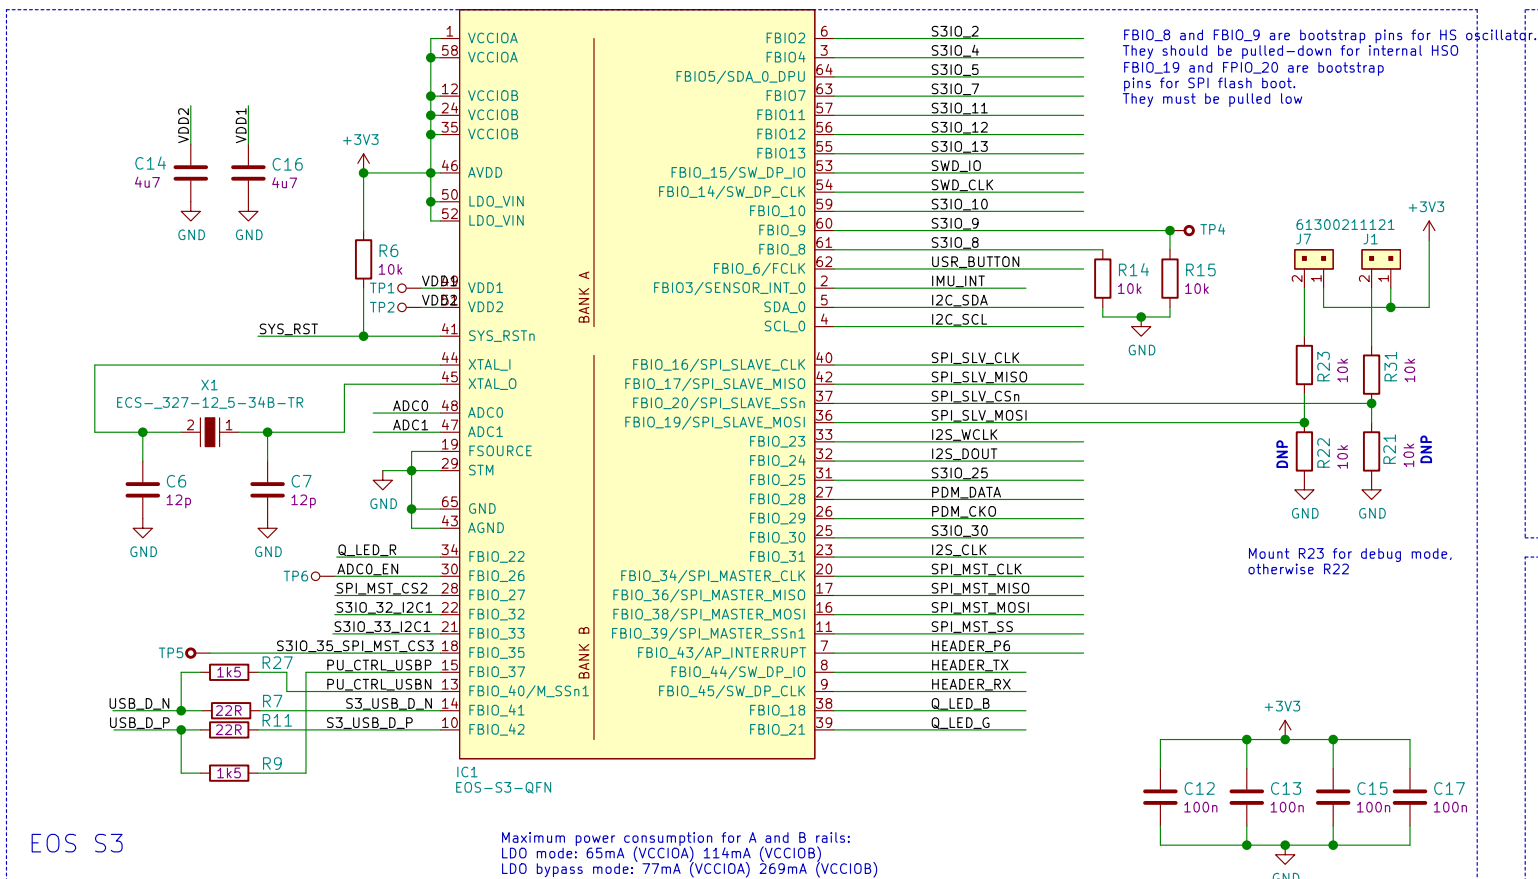 FBIO_8 and FBIO_9 are bootstrap pins for HS oscillator.
They should be pulled-down for internal HSO
FBIO_19 and FPIO_20 are bootstrap
pins for SPI flash boot.
They must be pulled low
VDD2
C14
4u7
GND
VDD1
C16
4u7
GND
+3V3
R6
10k
TP1
VDD1
TP2
VDD2
SYS_RST
X1
ECS-_327-12_5-34B-TR
2
1
C6
12p
GND
C7
12p
GND
ADC0
ADC1
GND
Q_LED_R
TP6
ADC0_EN
SPI_MST_CS2
S3IO_32_I2C1
S3IO_33_I2C1
TP5
S3IO_35_SPI_MST_CS3
R27
1k5
PU_CTRL_USBP
PU_CTRL_USBN
USB_D_N
R7
22R
S3_USB_D_N
USB_D_P
R11
22R
S3_USB_D_P
R9
1k5
1 VCCIOA
58 VCCIOA
12 VCCIOB
24 VCCIOB
35 VCCIOB
46 AVDD
50 LDO_VIN
52 LDO_VIN
49 VDD1
51 VDD2
41 SYS_RSTn
44 XTAL_I
45 XTAL_O
48 ADC0
47 ADC1
19 FSOURCE
29 STM
65 GND
43 AGND
34 FBIO_22
30 FBIO_26
28 FBIO_27
22 FBIO_32
21 FBIO_33
18 FBIO_35
15 FBIO_37
13 FBIO_40/M_SSn1
14 FBIO_41
10 FBIO_42
BANK A
BANK B
FBIO2 6 S3IO_2
FBIO4 3 S3IO_4
FBIO5/SDA_0_DPU 64 S3IO_5
FBIO7 63 S3IO_7
FBIO11 57 S3IO_11
FBIO12 56 S3IO_12
FBIO13 55 S3IO_13
FBIO_15/SW_DP_IO 53 SWD_IO
FBIO_14/SW_DP_CLK 54 SWD_CLK
FBIO_10 59 S3IO_10
FBIO_9 60 S3IO_9
FBIO_8 61 S3IO_8
FBIO_6/FCLK 62 USR_BUTTON
FBIO3/SENSOR_INT_0 2 IMU_INT
SDA_0 5 I2C_SDA
SCL_0 4 I2C_SCL
FBIO_16/SPI_SLAVE_CLK 40 SPI_SLV_CLK
FBIO_17/SPI_SLAVE_MISO 42 SPI_SLV_MISO
FBIO_20/SPI_SLAVE_SSn 37 SPI_SLV_CSn
FBIO_19/SPI_SLAVE_MOSI 36 SPI_SLV_MOSI
FBIO_23 33 I2S_WCLK
FBIO_24 32 I2S_DOUT
FBIO_25 31 S3IO_25
FBIO_28 27 PDM_DATA
FBIO_29 26 PDM_CKO
FBIO_30 25 S3IO_30
FBIO_31 23 I2S_CLK
FBIO_34/SPI_MASTER_CLK 20 SPI_MST_CLK
FBIO_36/SPI_MASTER_MISO 17 SPI_MST_MISO
FBIO_38/SPI_MASTER_MOSI 16 SPI_MST_MOSI
FBIO_39/SPI_MASTER_SSn1 11 SPI_MST_SS
FBIO_43/AP_INTERRUPT 7 HEADER_P6
FBIO_44/SW_DP_IO 8 HEADER_TX
FBIO_45/SW_DP_CLK 9 HEADER_RX
FBIO_18 38 Q_LED_B
FBIO_21 39 Q_LED_G
IC1
EOS-S3-QFN
TP4
R14
10k
R15
10k
GND
61300211121
J7
J1
+3V3
2
1
2
1
R23
10k
R31
10k
DNP
R22
10k
R21
10k
DNP
GND
GND
Mount R23 for debug mode,
otherwise R22
+3V3
C12
100n
C13
100n
C15
100n
C17
100n
GND
EOS S3
Maximum power consumption for A and B rails:
LDO mode: 65mA (VCCIOA) 114mA (VCCIOB)
LDO bypass mode: 77mA (VCCIOA) 269mA (VCCIOB)